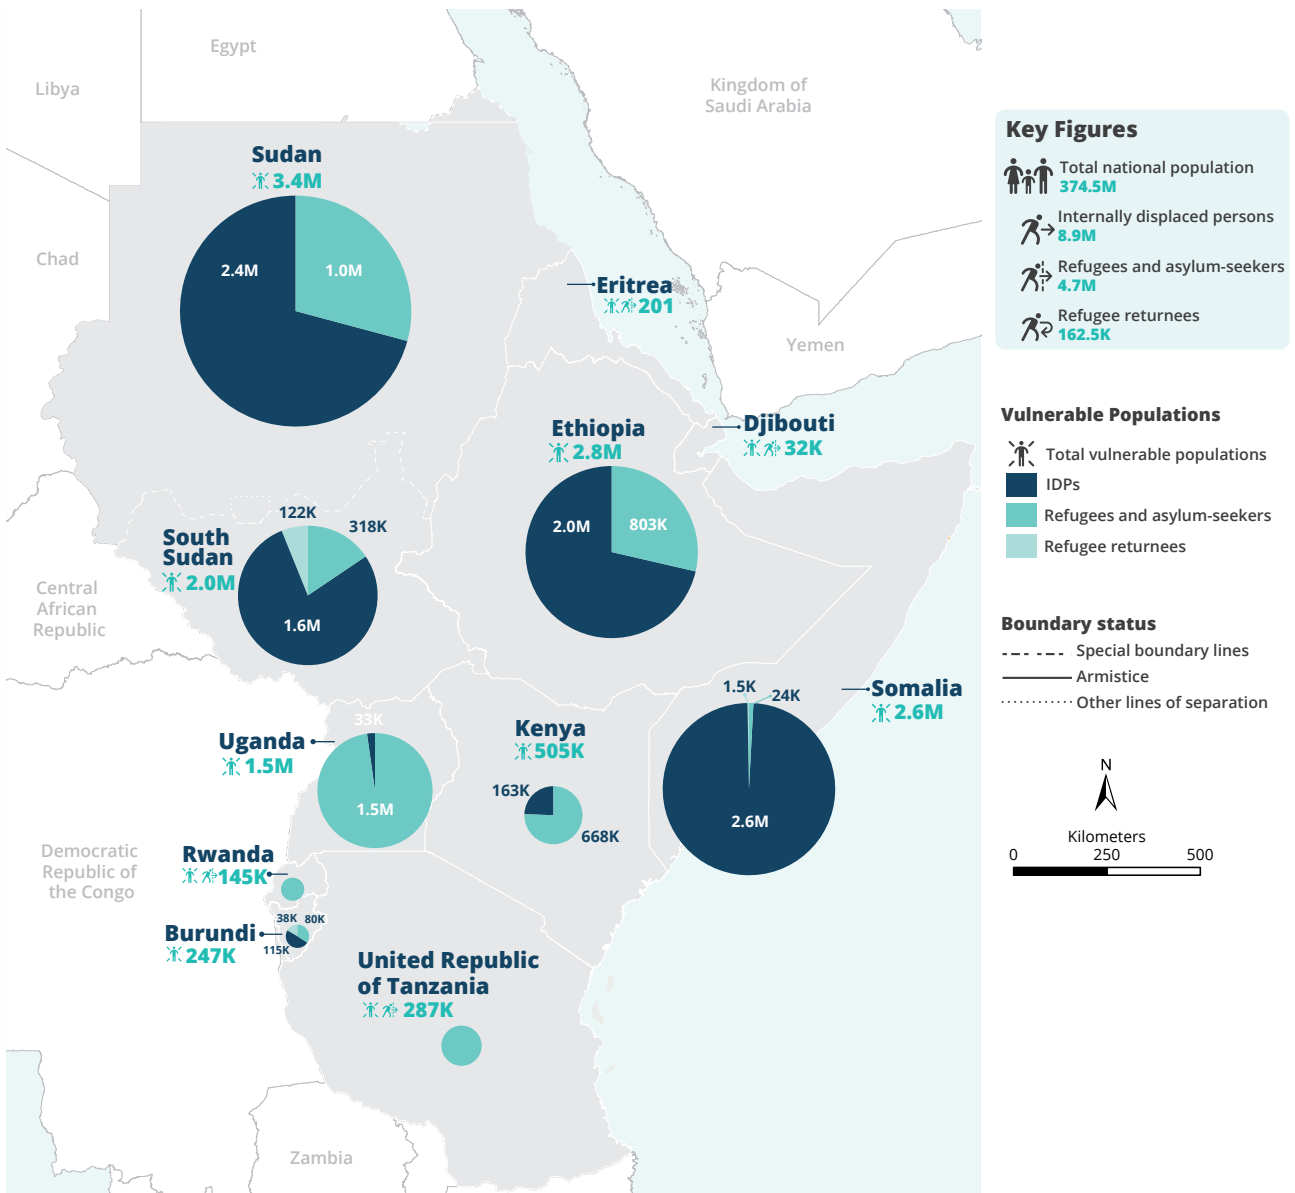 Egypt
Libya
Kingdom of
Saudi Arabia
Chad
Yemen
Sudan
3.4M
2.4M
1.0M
Eritrea
201
Ethiopia
2.8M
2.0M
803K
Djibouti
32K
South
Sudan
2.0M
122K
318K
1.6M
Central
African
Republic
Somalia
2.6M
1.5K
24K
2.6M
Uganda
1.5M
33K
1.5M
Kenya
505K
163K
668K
Democratic
Republic of
the Congo
Rwanda
145K
Burundi
247K
38K
80K
115K
United Republic
of Tanzania
287K
Zambia
Key Figures
Total national population
374.5M
Internally displaced persons
8.9M
Refugees and asylum-seekers
4.7M
Refugee returnees
162.5K
Vulnerable Populations
Total vulnerable populations
IDPs
Refugees and asylum-seekers
Refugee returnees
Boundary status
Special boundary lines
Armistice
Other lines of separation
N
Kilometers
0 250 500